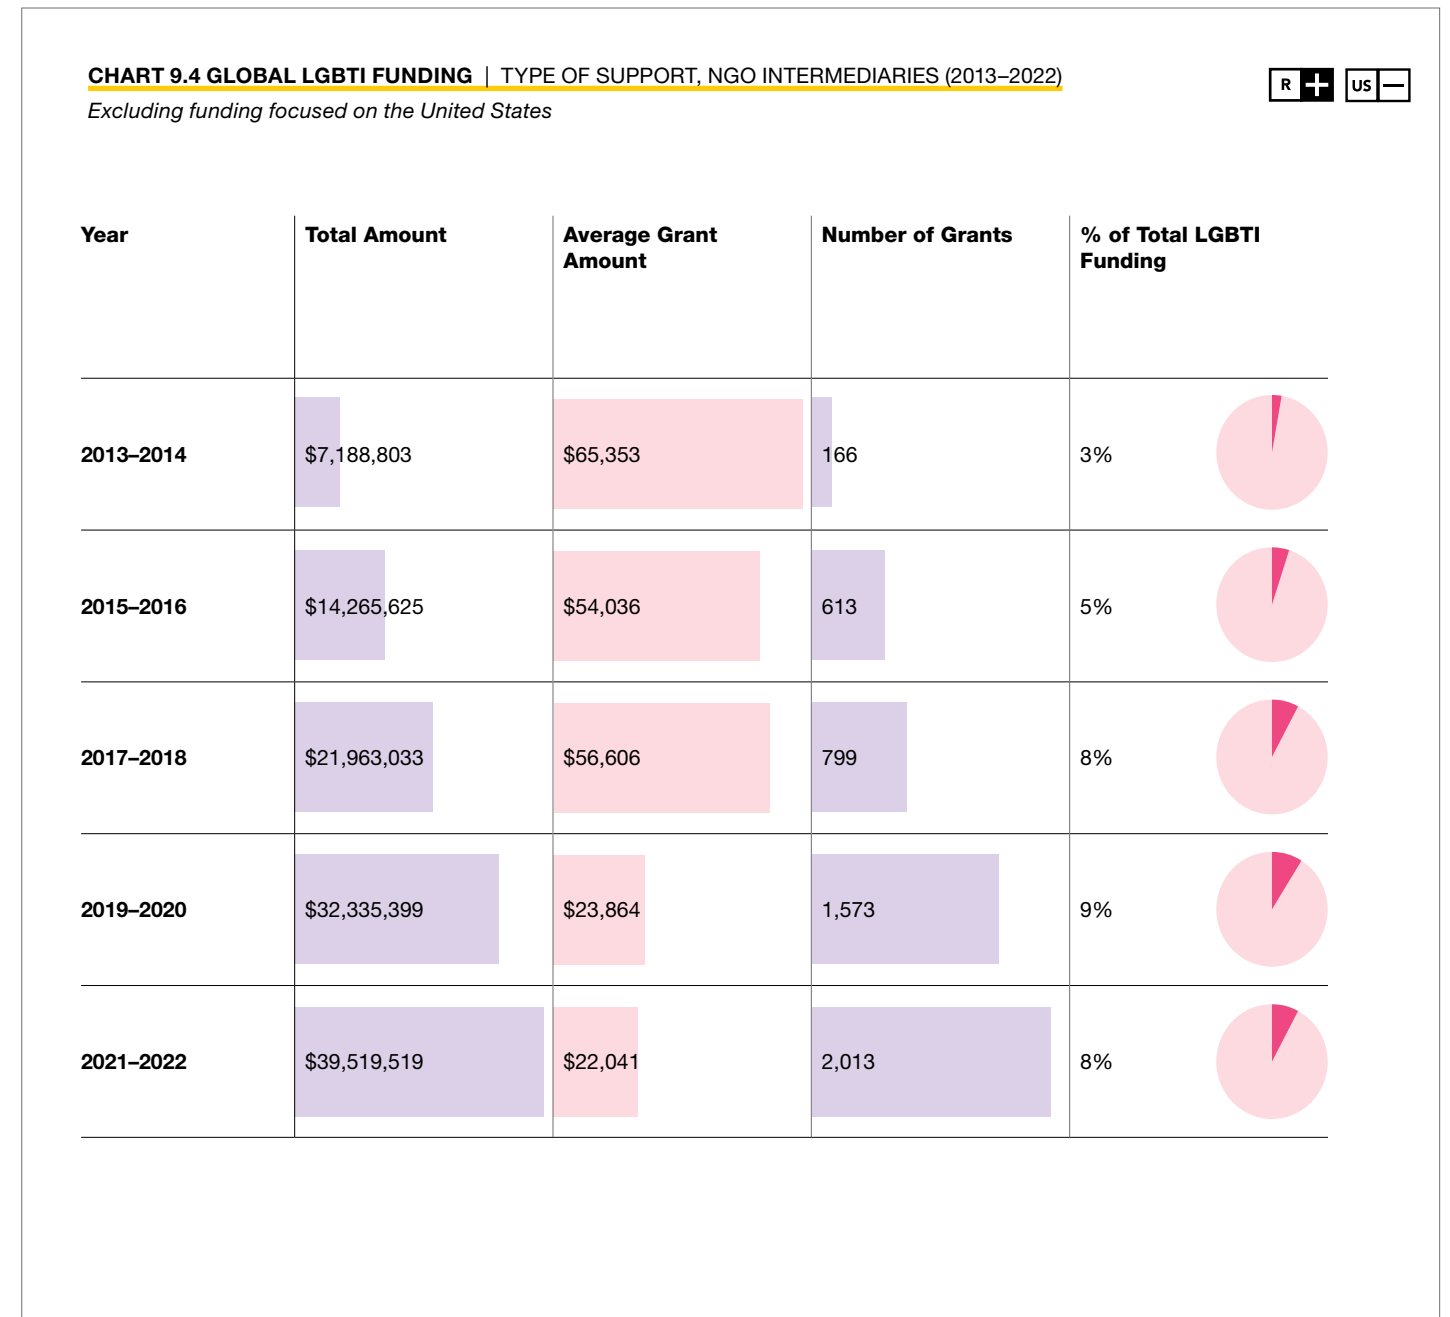 CHART 9.4 GLOBAL LGBTI FUNDING | TYPE OF SUPPORT, NGO INTERMEDIARIES (2013–2022)
Excluding funding focused on the United States
R + US —
Year Total Amount Average Grant Number of Grants % of Total LGBTI
Amount Funding
2013–2014 $7,188,803 $65,353 166 3%
2015–2016 $14,265,625 $54,036 613 5%
2017–2018 $21,963,033 $56,606 799 8%
2019–2020 $32,335,399 $23,864 1,573 9%
2021–2022 $39,519,519 $22,041 2,013 8%